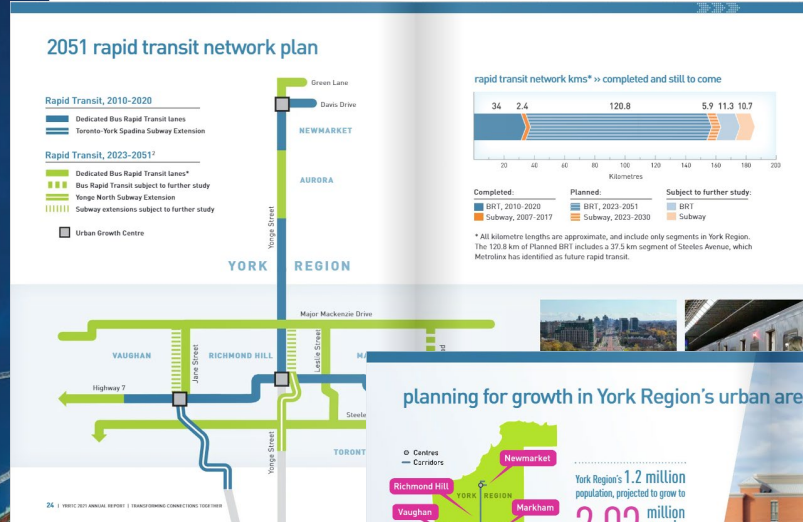 2051 rapid transit network plan
Rapid Transit, 2010-2020
Dedicated Bus Rapid Transit lanes
Toronto-York Spadina Subway Extension
Rapid Transit, 2023-2051²
Dedicated Bus Rapid Transit lanes*
Bus Rapid Transit subject to further study
Yonge North Subway Extension
Subway extensions subject to further study
Urban Growth Centre
Green Lane
Davis Drive
NEWMARKET
AURORA
Yonge Street
YORK REGION
Major Mackenzie Drive
VAUGHAN
Jane Street
RICHMOND HILL
Leslie Street
MA
Highway 7
Steele
Yonge Street
TORONT
24 | YRRTC 2021 ANNUAL REPORT | TRANSFORMING CONNECTIONS TOGETHER
rapid transit network kms* » completed and still to come
34 2.4 120.8 5.9 11.3 10.7
20 40 60 80 100 120 140 160 180 200
Kilometres
Completed:
BRT, 2010-2020
Subway, 2007-2017
Planned:
BRT, 2023-2051
Subway, 2023-2030
Subject to further study:
BRT
Subway
* All kilometre lengths are approximate, and include only segments in York Region.
The 120.8 km of Planned BRT includes a 37.5 km segment of Steeles Avenue, which
Metrolinx has identified as future rapid transit.
planning for growth in York Region's urban are
Centres
Corridors
Newmarket
Richmond Hill
YORK REGION
Vaughan
Markham
York Region's 1.2 million
population, projected to grow to
million